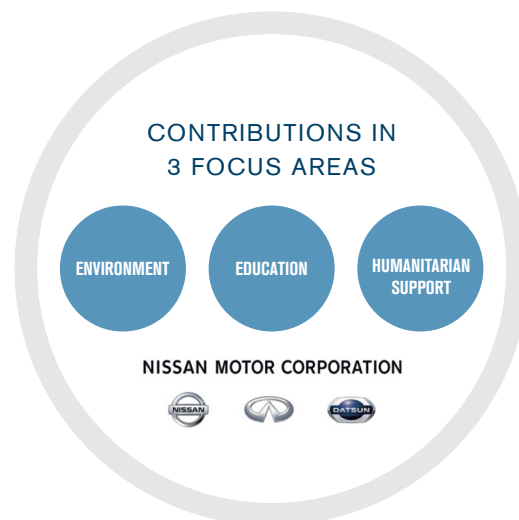 CONTRIBUTIONS IN
3 FOCUS AREAS
ENVIRONMENT
EDUCATION
HUMANITARIAN
SUPPORT
NISSAN MOTOR CORPORATION
NISSAN
DATSUN